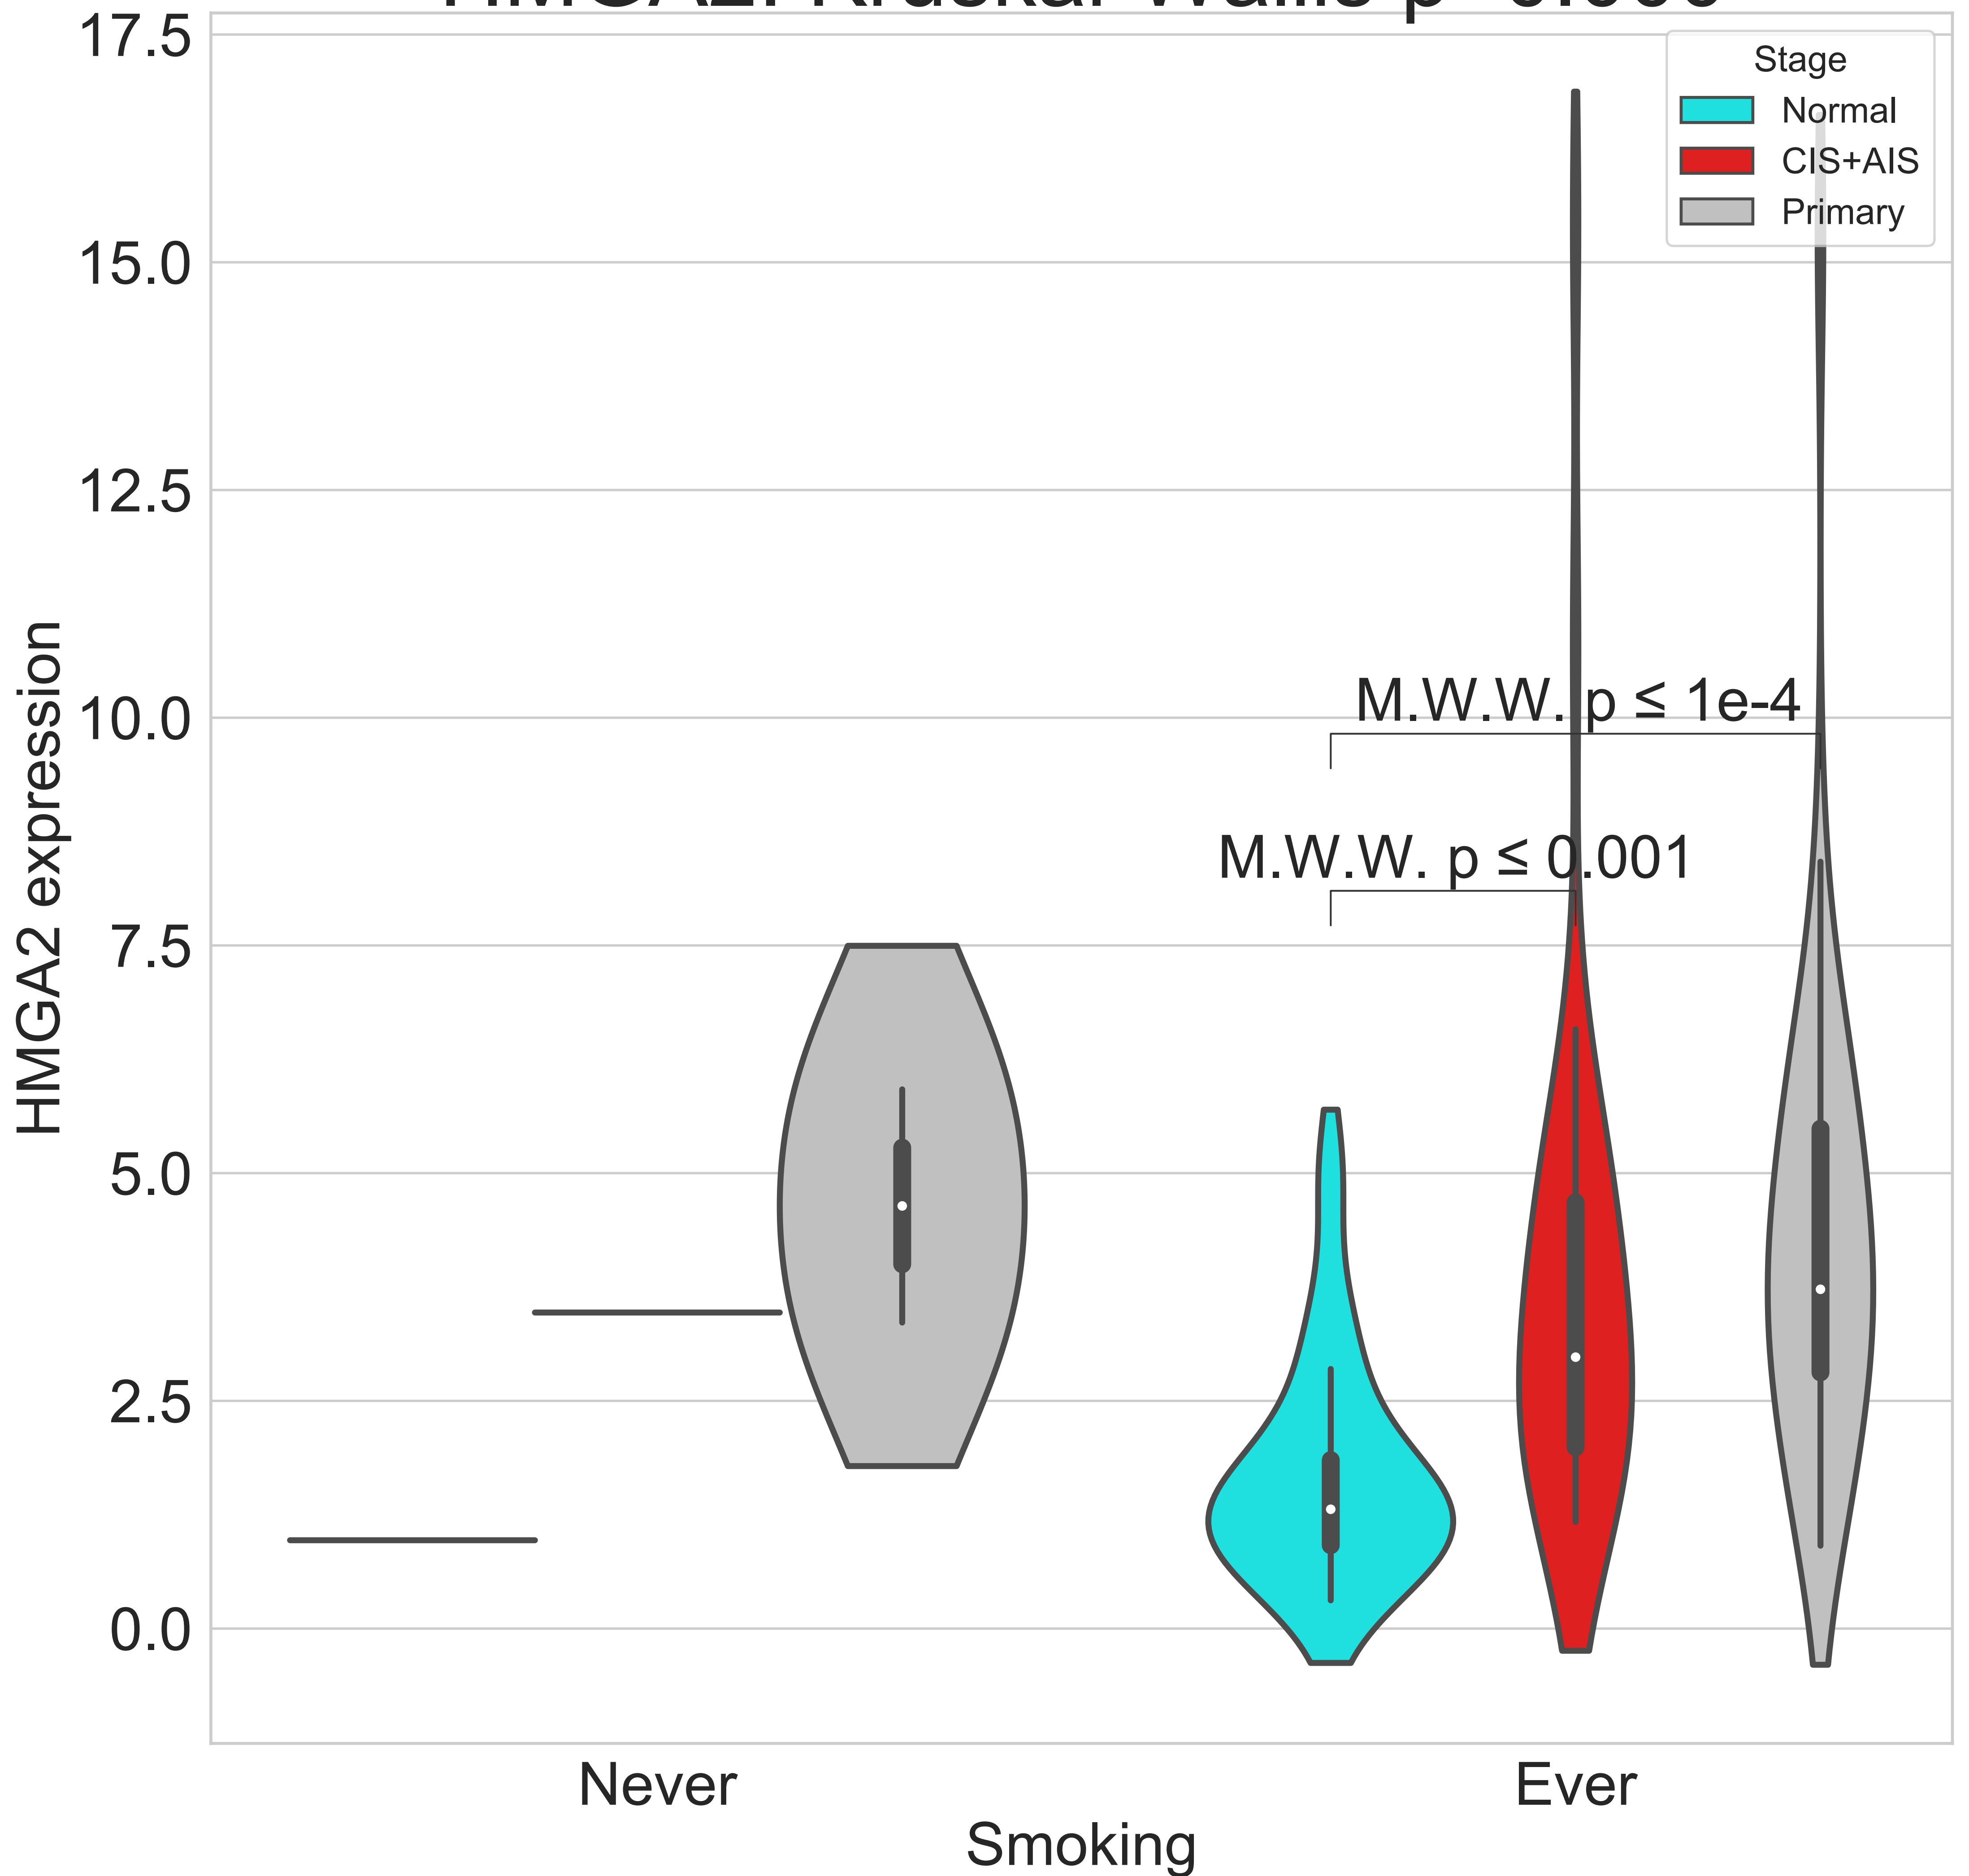 17.5
15.0
12.5
10.0
7.5
5.0
2.5
0.0
HMGA2 expression
Stage
Normal
CIS+AIS
Primary
M.W.W. p ≤ 1e-4
M.W.W. p ≤ 0.001
Never
Ever
Smoking